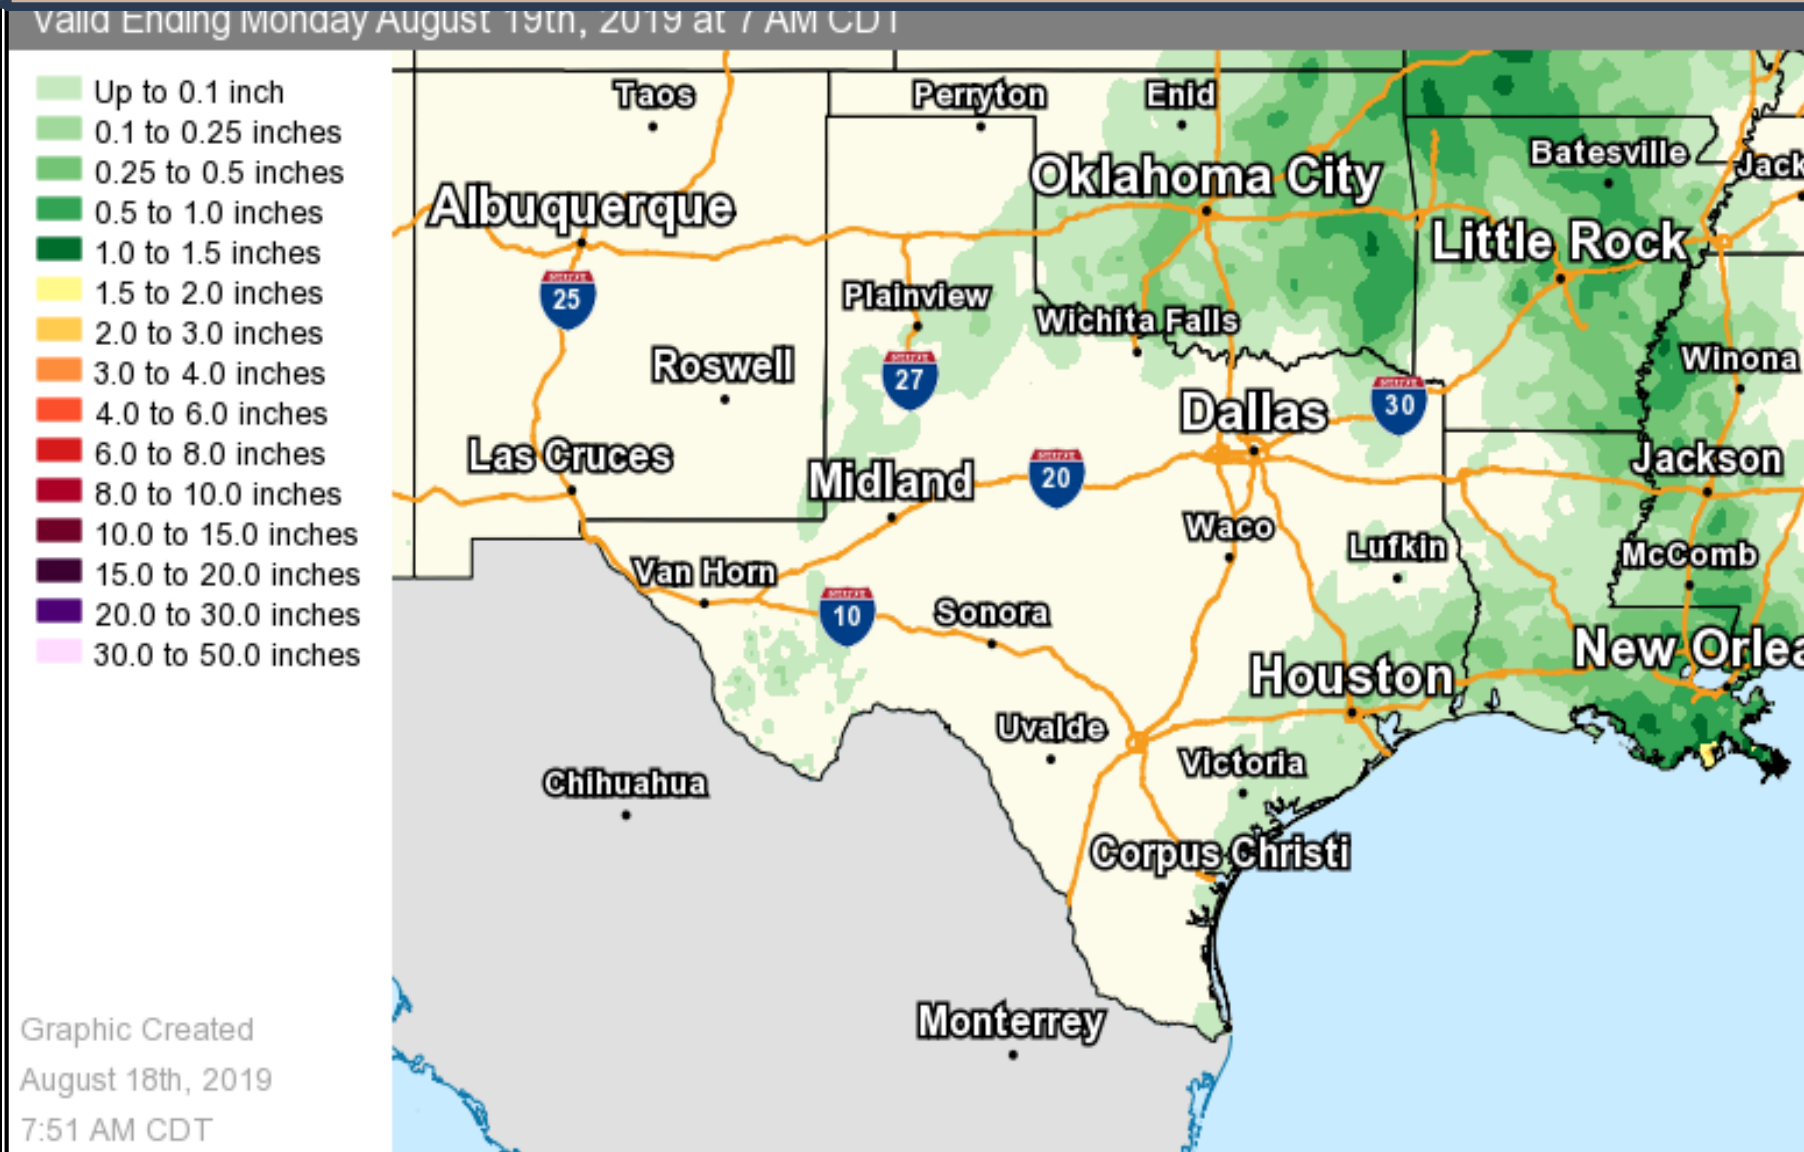 Valid Ending Monday August 19th, 2019 at 7 AM CDT
Up to 0.1 inch
0.1 to 0.25 inches
0.25 to 0.5 inches
0.5 to 1.0 inches
1.0 to 1.5 inches
1.5 to 2.0 inches
2.0 to 3.0 inches
3.0 to 4.0 inches
4.0 to 6.0 inches
6.0 to 8.0 inches
8.0 to 10.0 inches
10.0 to 15.0 inches
15.0 to 20.0 inches
20.0 to 30.0 inches
30.0 to 50.0 inches
Graphic Created
August 18th, 2019
7:51 AM CDT
Taos
Perryton
Enid
Batesville
Jack
Oklahoma City
Albuquerque
Little Rock
25
Plainview
Wichita Falls
Roswell
27
Winona
30
Dallas
Las Cruces
Midland
20
Jackson
Waco
Lufkin
McComb
Van Horn
10
Sonora
New Orlea
Houston
Uvalde
Victoria
Chihuahua
Corpus Christi
Monterrey